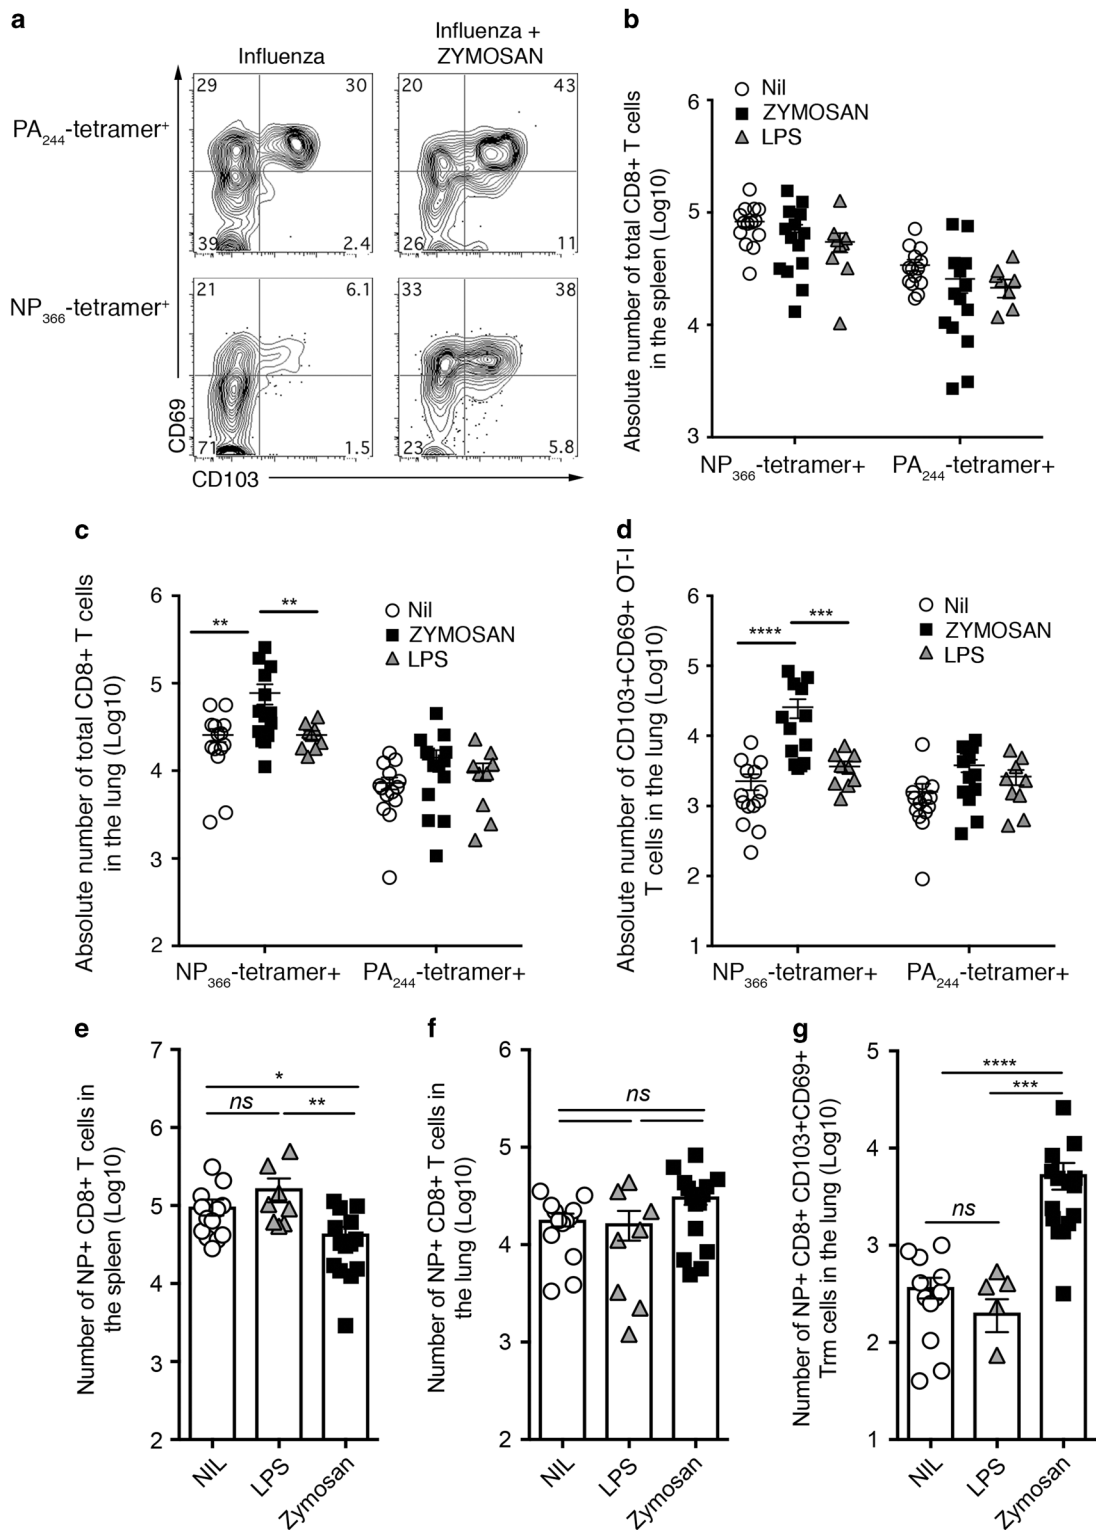 a
Influenza
Influenza +
ZYMOSAN
PA244-tetramer+
29
30
39
2.4
20
43
26
11
NP366-tetramer+
21
6.1
71
1.5
33
38
23
5.8
CD69
CD103
b
Nil
ZYMOSAN
LPS
Absolute number of total CD8+ T cells
in the spleen (Log10)
6
5
4
3
NP366-tetramer+
PA244-tetramer+
c
Absolute number of total CD8+ T cells
in the lung (Log10)
6
5
4
3
2
**
**
Nil
ZYMOSAN
LPS
NP366-tetramer+
PA244-tetramer+
d
Absolute number of CD103+CD69+ OT-I
T cells in the lung (Log10)
6
5
4
3
2
1
****
***
Nil
ZYMOSAN
LPS
NP366-tetramer+
PA244-tetramer+
e
Number of NP+ CD8+ T cells in
the spleen (Log10)
7
6
5
4
3
2
*
ns
**
NIL
LPS
Zymosan
f
Number of NP+ CD8+ T cells in
the lung (Log10)
6
5
4
3
2
ns
NIL
LPS
Zymosan
g
Number of NP+ CD8+ CD103+CD69+
Trm cells in the lung (Log10)
5
4
3
2
1
****
***
ns
NIL
LPS
Zymosan